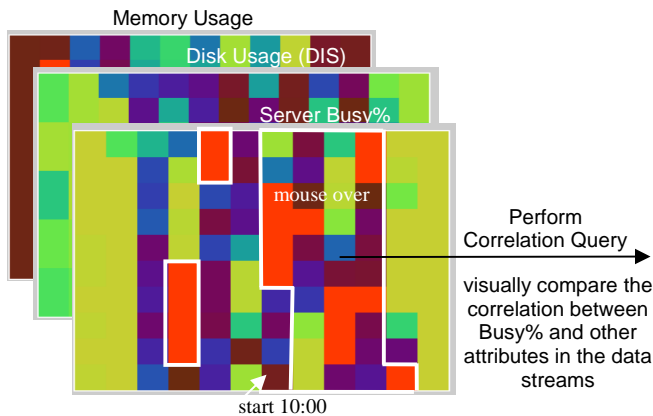 Memory Usage
Disk Usage (DIS)
Server Busy%
mouse over
Perform
Correlation Query
visually compare the
correlation between
Busy% and other
attributes in the data
streams
start 10:00